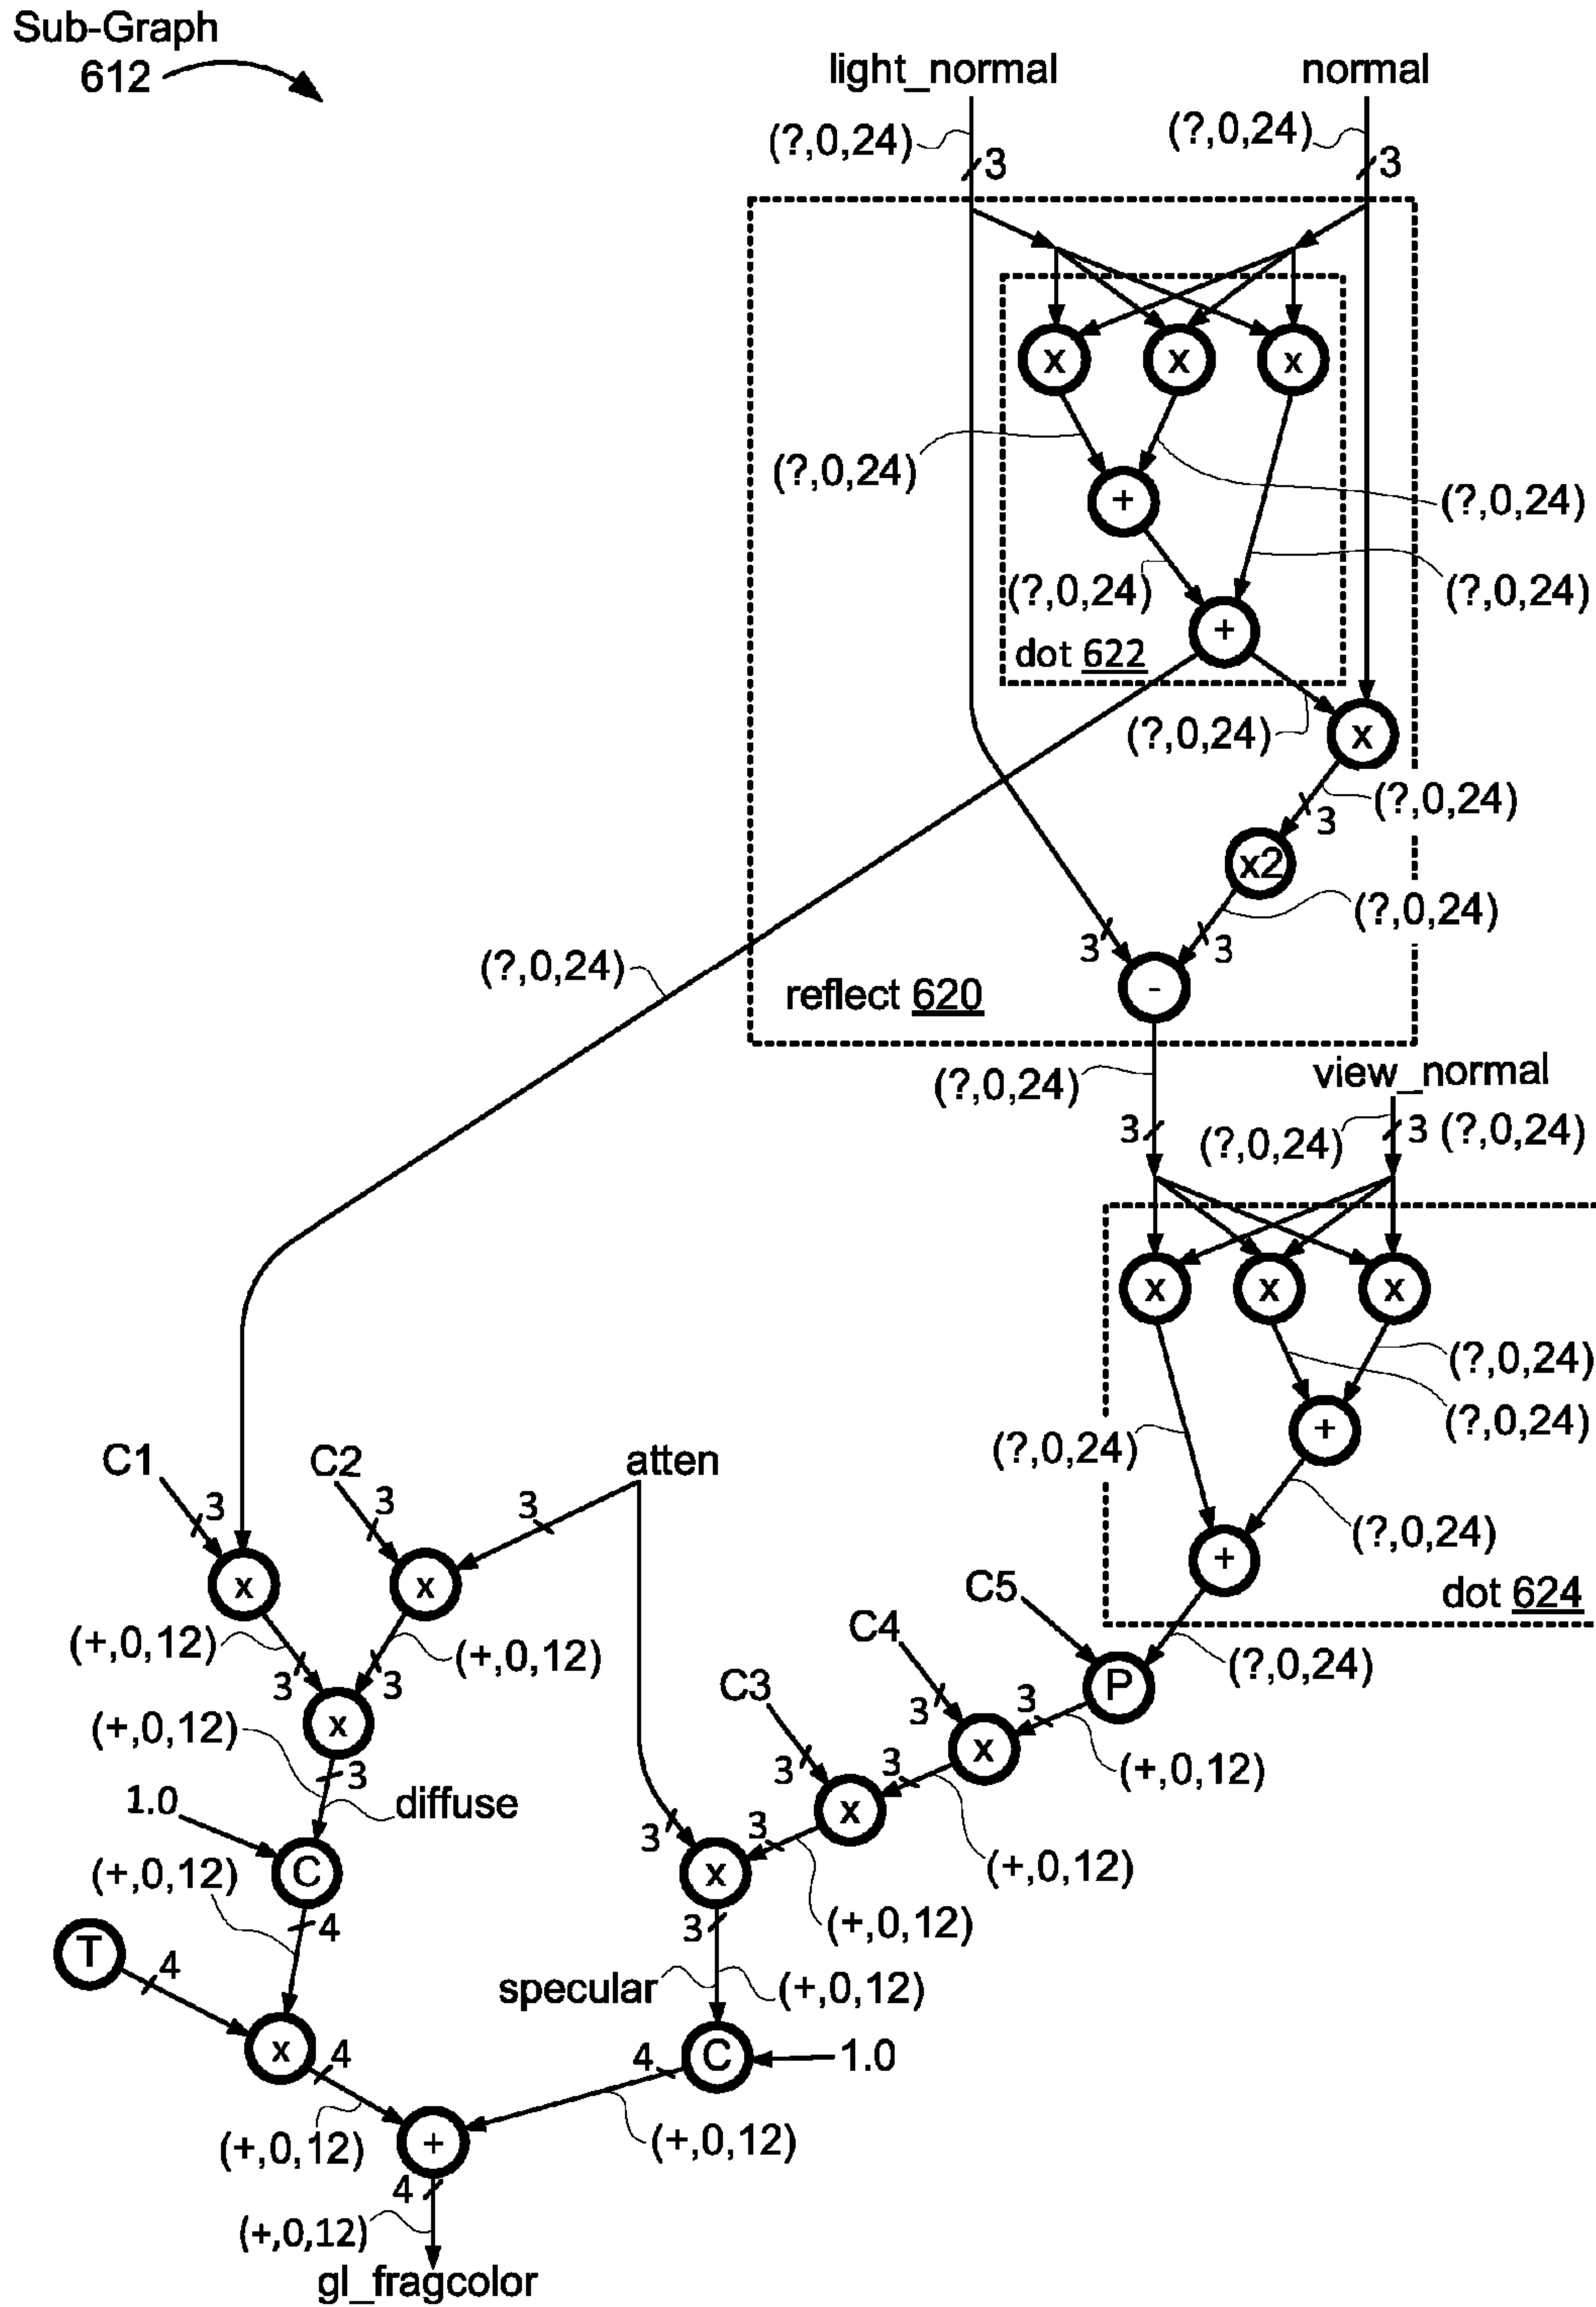 Sub-Graph
612
light_normal
normal
(?,0,24)
(?,0,24)
3
3
x
x
x
(?,0,24)
+
(?,0,24)
(?,0,24)
(?,0,24)
+
dot 622
(?,0,24)
x
(?,0,24)
3
x2
(?,0,24)
3
3
(?,0,24)
reflect 620
-
(?,0,24)
view_normal
3
(?,0,24)
3
(?,0,24)
x
x
x
(?,0,24)
(?,0,24)
(?,0,24)
+
C1
C2
atten
3
3
3
(?,0,24)
+
dot 624
x
x
C5
(+,0,12)
(+,0,12)
C4
(?,0,24)
3
3
C3
P
(+,0,12)
x
3
3
x
(+,0,12)
3
3
3
1.0
diffuse
x
(+,0,12)
C
3
3
x
(+,0,12)
4
3
(+,0,12)
T
4
specular
(+,0,12)
x
4
4
C
1.0
(+,0,12)
+
(+,0,12)
4
(+,0,12)
gl_fragcolor